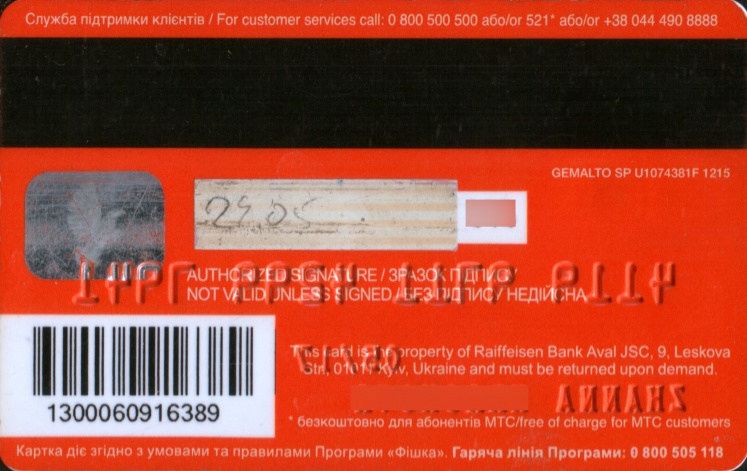 Служба підтримки клієнтів / For customer services call: 0 800 500 500 або/or 521* або/or +38 044 490 8888
GEMALTO SP U1074381F 1215
29.05
AUTHORIZED SIGNATURE / ЗРАЗОК ПІДПИСУ
NOT VALID UNLESS SIGNED / БЕЗ ПІДПИСУ НЕДІЙСНА
This card is the property of Raiffeisen Bank Aval JSC, 9, Leskova
Str., 01011 Kyiv, Ukraine and must be returned upon demand.
1300060916389
ZHANNA
* безкоштовно для абонентів МТС/free of charge for MTC customers
Картка діє згідно з умовами та правилами Програми «Фішка». Гаряча лінія Програми: 0 800 505 118